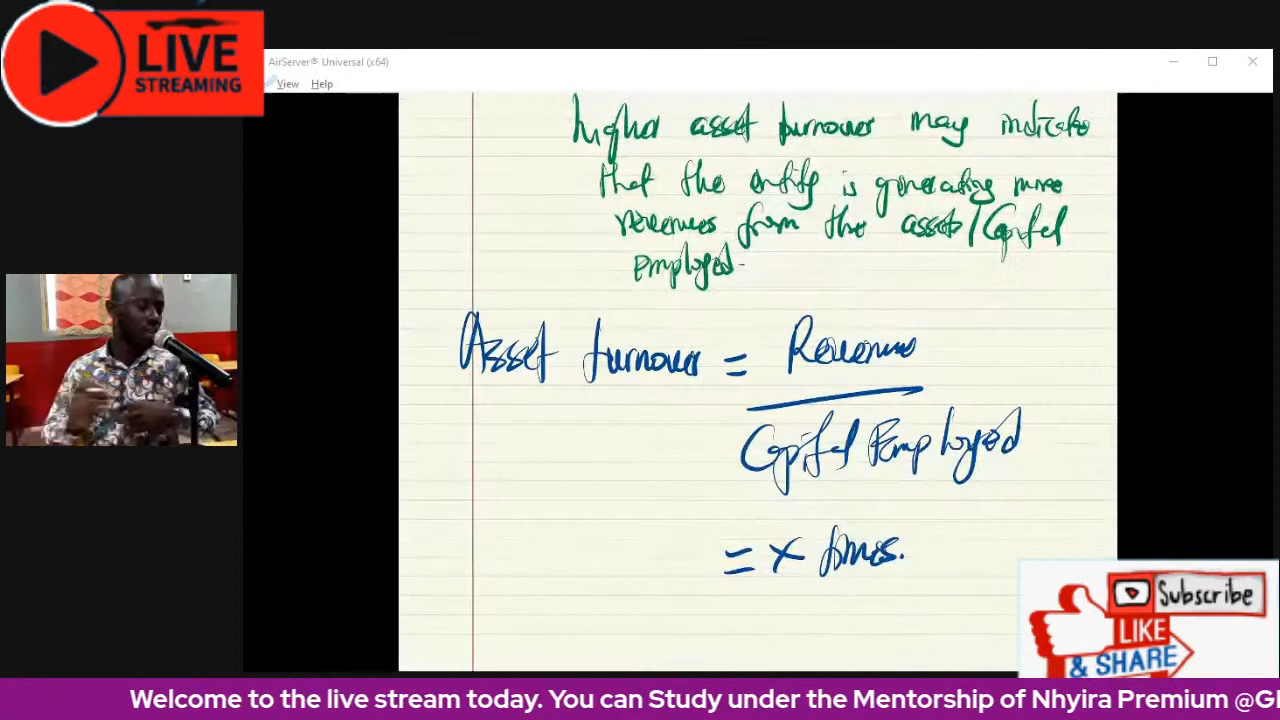 LIVE
STREAMING
AirServer® Universal (x64)
View Help
higher asset turnover may indicate
that the entity is generating more
revenues from the assets/Capital
Employed.
Asset turnover = Revenue
Capital Employed
= x times.
Subscribe
LIKE
& SHARE
Welcome to the live stream today. You can Study under the Mentorship of Nhyira Premium @G